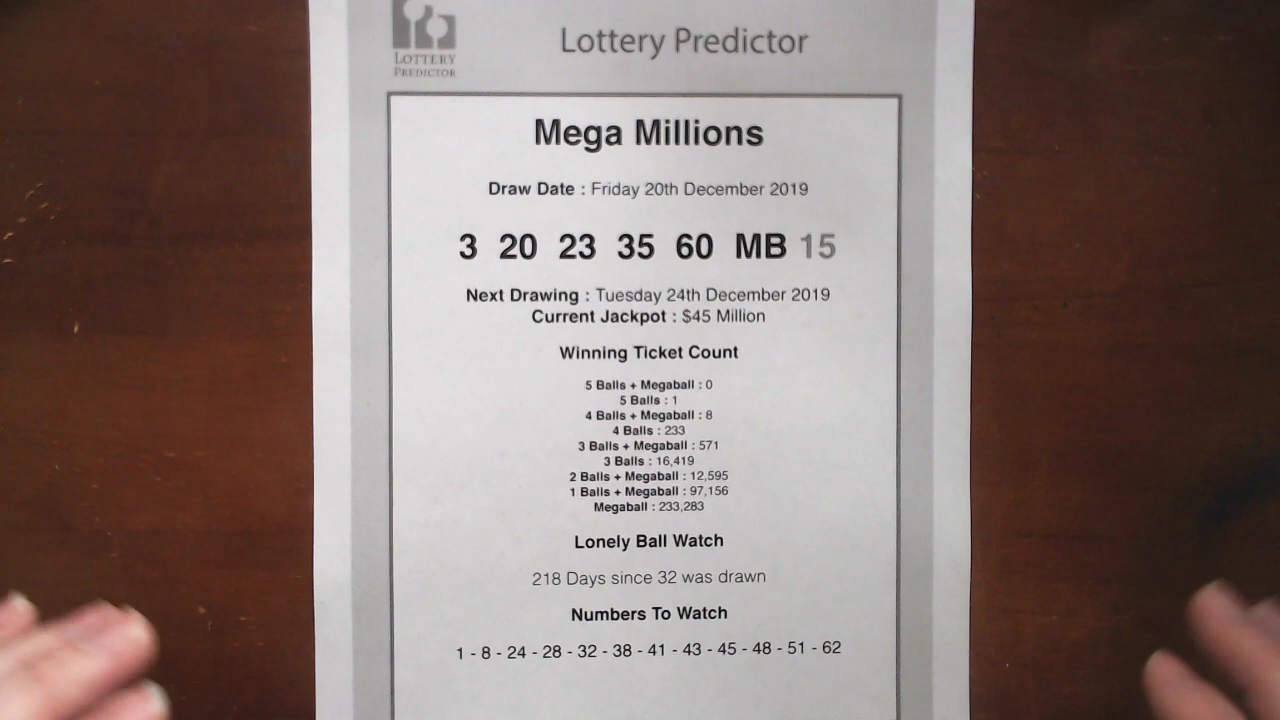 LOTTERY
PREDICTOR
Lottery Predictor
Mega Millions
Draw Date : Friday 20th December 2019
3 20 23 35 60 MB 15
Next Drawing : Tuesday 24th December 2019
Current Jackpot : $45 Million
Winning Ticket Count
5 Balls + Megaball : 0
5 Balls : 1
4 Balls + Megaball : 8
4 Balls : 233
3 Balls + Megaball : 571
3 Balls : 16,419
2 Balls + Megaball : 12,595
1 Balls + Megaball : 97,156
Megaball : 233,283
Lonely Ball Watch
218 Days since 32 was drawn
Numbers To Watch
1 - 8 - 24 - 28 - 32 - 38 - 41 - 43 - 45 - 48 - 51 - 62